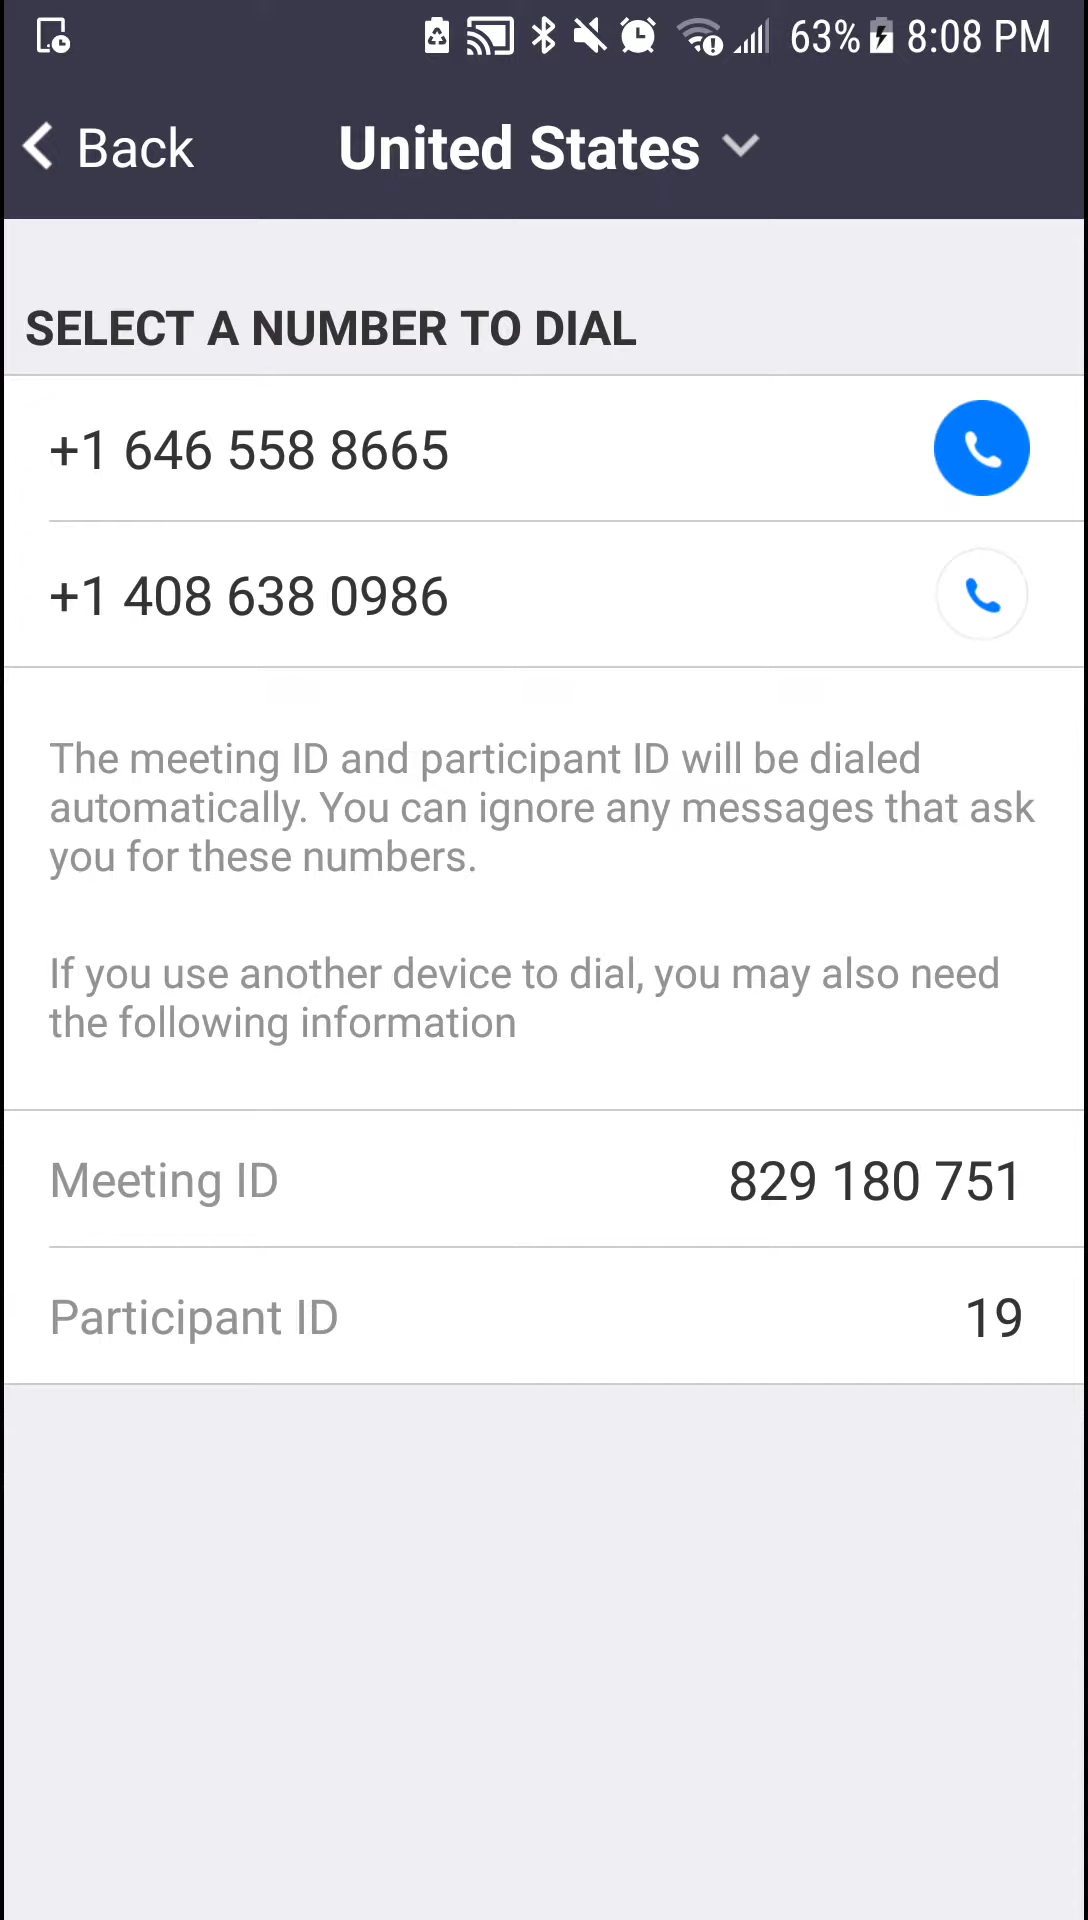 63% 8:08 PM
Back United States
SELECT A NUMBER TO DIAL
+1 646 558 8665
+1 408 638 0986
The meeting ID and participant ID will be dialed
automatically. You can ignore any messages that ask
you for these numbers.
If you use another device to dial, you may also need
the following information
Meeting ID 829 180 751
Participant ID 19